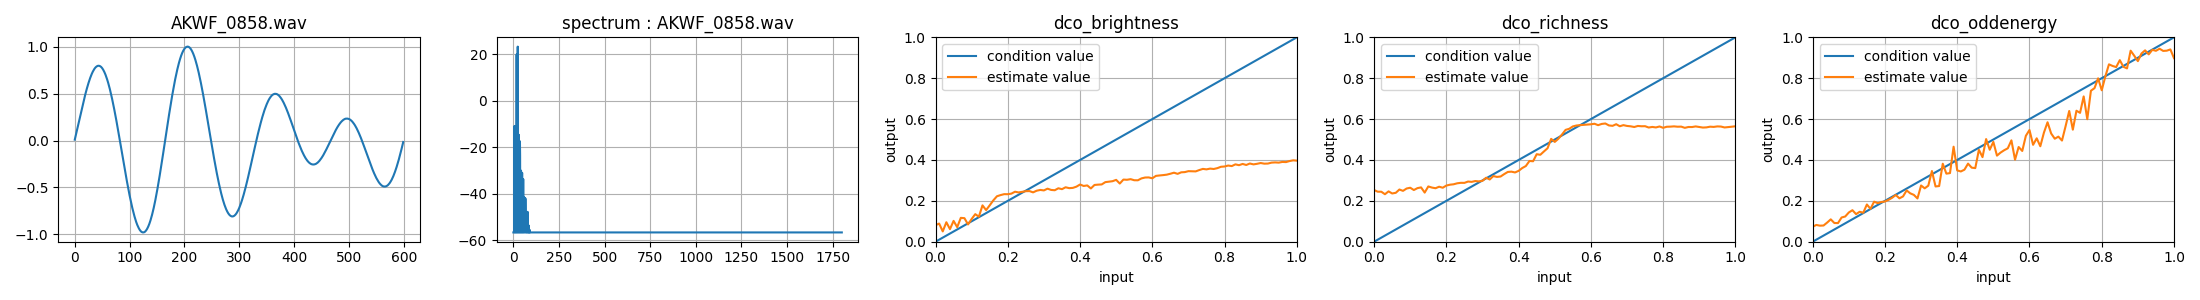 AKWF_0858.wav
1.0
0.5
0.0
−0.5
−1.0
0 100 200 300 400 500 600
spectrum : AKWF_0858.wav
20
0
−20
−40
−60
0 250 500 750 1000 1250 1500 1750
dco_brightness
condition value
estimate value
output
1.0
0.8
0.6
0.4
0.2
0.0
0.0 0.2 0.4 0.6 0.8 1.0
input
dco_richness
condition value
estimate value
output
1.0
0.8
0.6
0.4
0.2
0.0
0.0 0.2 0.4 0.6 0.8 1.0
input
dco_oddenergy
condition value
estimate value
output
1.0
0.8
0.6
0.4
0.2
0.0
0.0 0.2 0.4 0.6 0.8 1.0
input